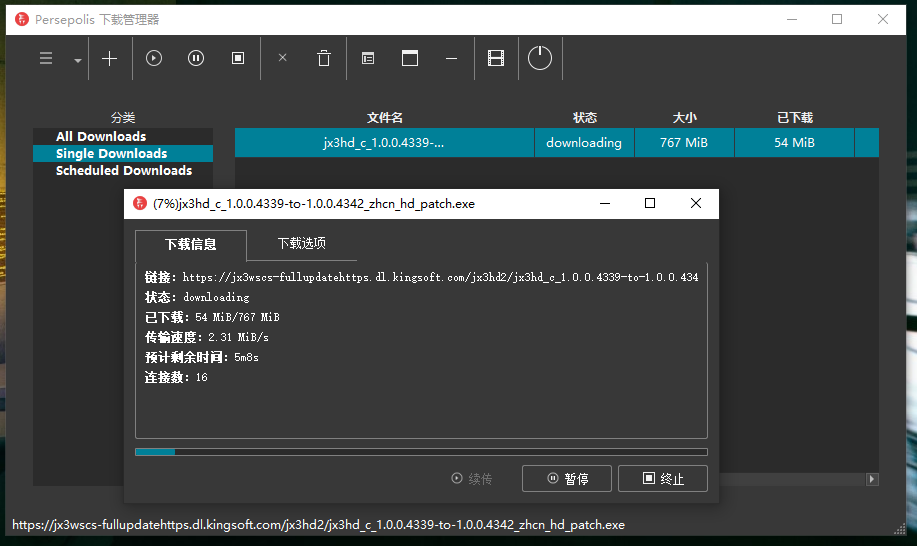 Persepolis 下载管理器
分类
文件名 状态 大小 已下载
All Downloads
jx3hd_c_1.0.0.4339-... downloading 767 MiB 54 MiB
Single Downloads
Scheduled Downloads
(7%)jx3hd_c_1.0.0.4339-to-1.0.0.4342_zhcn_hd_patch.exe
下载信息 下载选项
链接: https://jx3wscs-fullupdatehttps.dl.kingsoft.com/jx3hd2/jx3hd_c_1.0.0.4339-to-1.0.0.434
状态: downloading
已下载: 54 MiB/767 MiB
传输速度: 2.31 MiB/s
预计剩余时间: 5m8s
连接数: 16
续传 暂停 终止
https://jx3wscs-fullupdatehttps.dl.kingsoft.com/jx3hd2/jx3hd_c_1.0.0.4339-to-1.0.0.4342_zhcn_hd_patch.exe